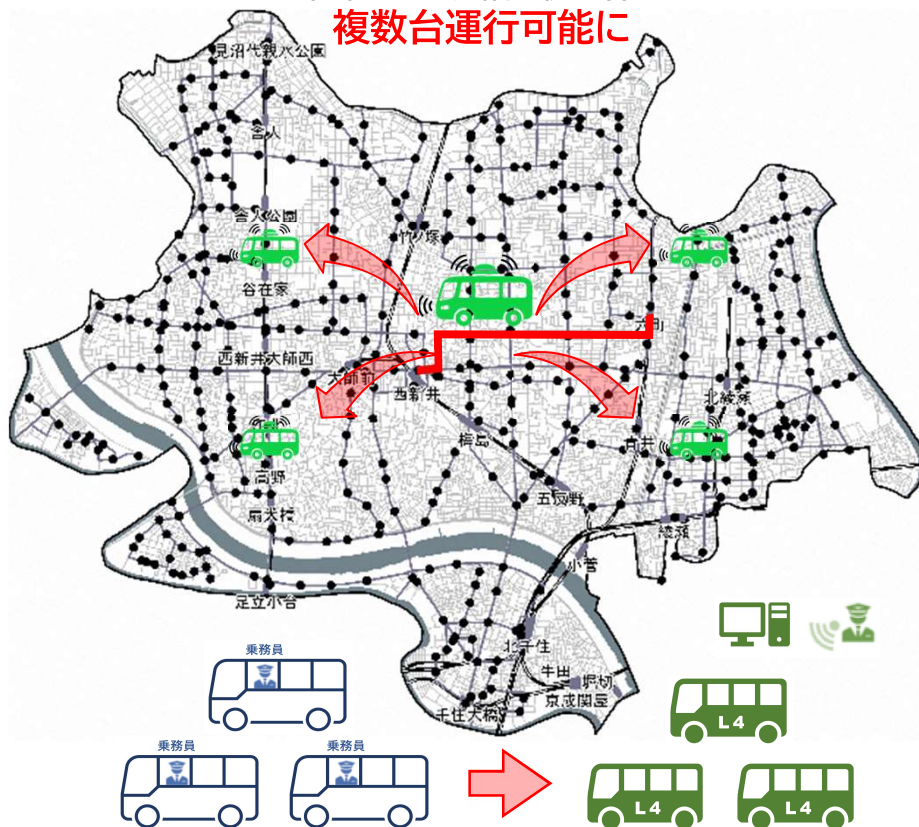 複数台運行可能に
見沼代親水公園
舎人
舎人公園
竹ノ塚
谷在家
六町
西新井大師西
大師前
西新井
北綾瀬
梅島
青井
高野
五反野
扇大橋
綾瀬
小菅
足立小台
北千住
牛田
堀切
京成関屋
千住大橋
乗務員
乗務員
乗務員
L4
L4
L4